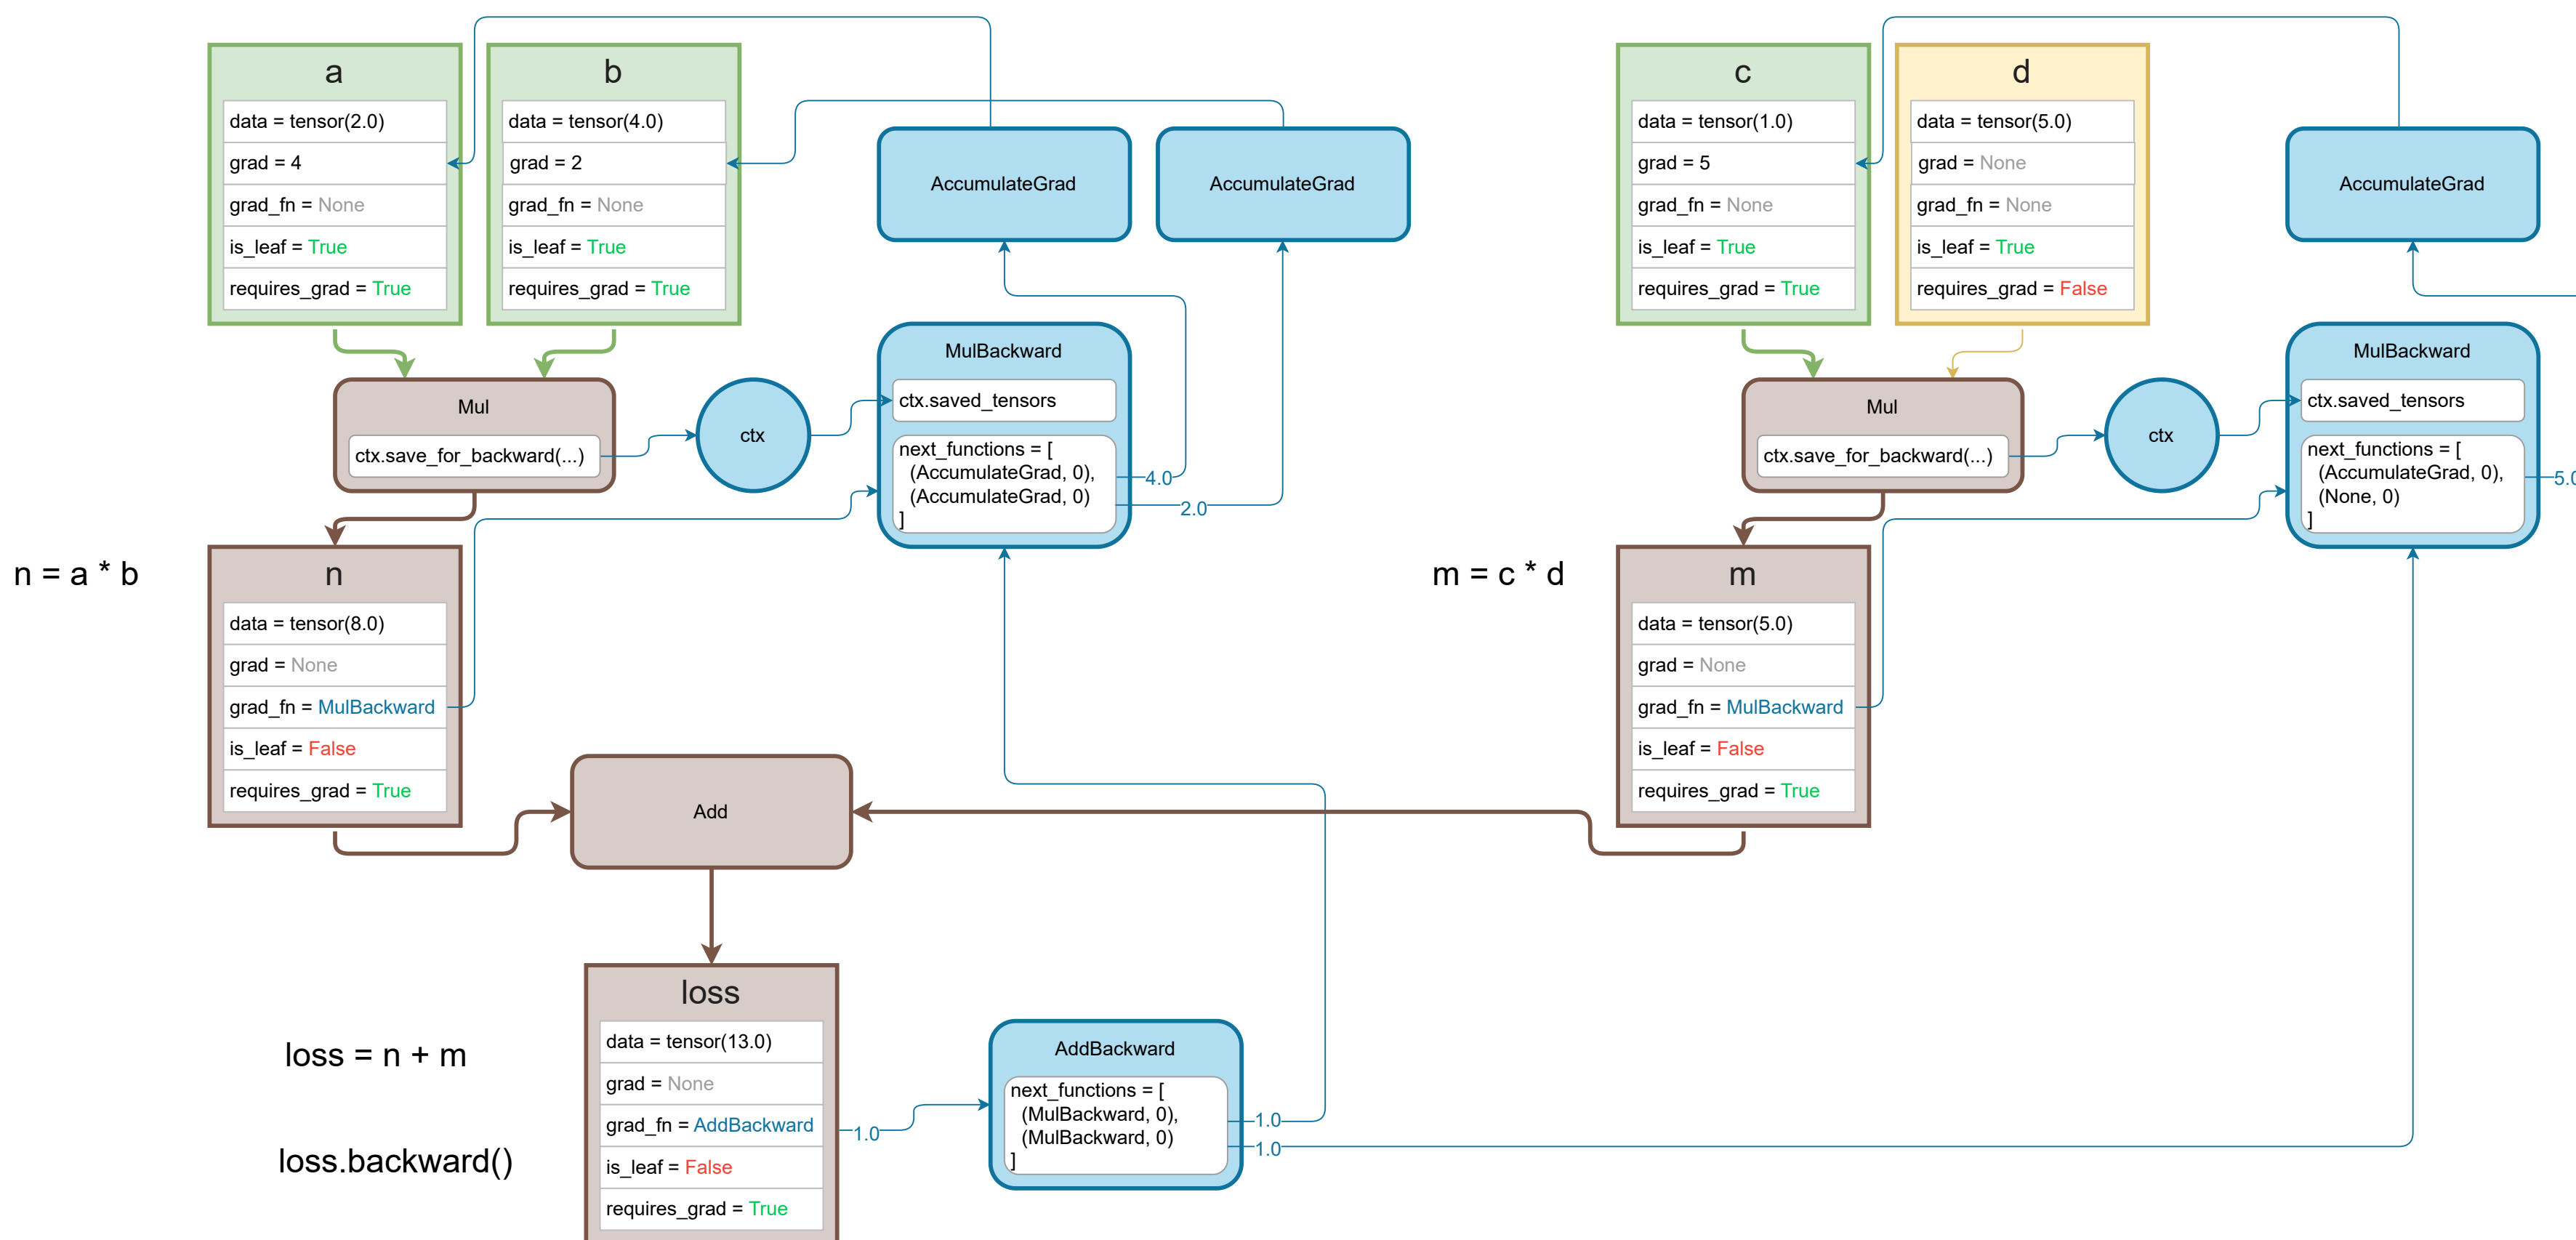 a
data = tensor(2.0)
grad = 4
grad_fn = None
is_leaf = True
requires_grad = True
b
data = tensor(4.0)
grad = 2
grad_fn = None
is_leaf = True
requires_grad = True
AccumulateGrad
AccumulateGrad
c
data = tensor(1.0)
grad = 5
grad_fn = None
is_leaf = True
requires_grad = True
d
data = tensor(5.0)
grad = None
grad_fn = None
is_leaf = True
requires_grad = False
AccumulateGrad
Mul
ctx.save_for_backward(...)
ctx
MulBackward
ctx.saved_tensors
next_functions = [
(AccumulateGrad, 0),
(AccumulateGrad, 0)
]
4.0
2.0
Mul
ctx.save_for_backward(...)
ctx
MulBackward
ctx.saved_tensors
next_functions = [
(AccumulateGrad, 0),
(None, 0)
]
5.0
n = a * b
n
data = tensor(8.0)
grad = None
grad_fn = MulBackward
is_leaf = False
requires_grad = True
m = c * d
m
data = tensor(5.0)
grad = None
grad_fn = MulBackward
is_leaf = False
requires_grad = True
Add
loss = n + m
loss.backward()
loss
data = tensor(13.0)
grad = None
grad_fn = AddBackward
is_leaf = False
requires_grad = True
1.0
AddBackward
next_functions = [
(MulBackward, 0),
(MulBackward, 0)
]
1.0
1.0